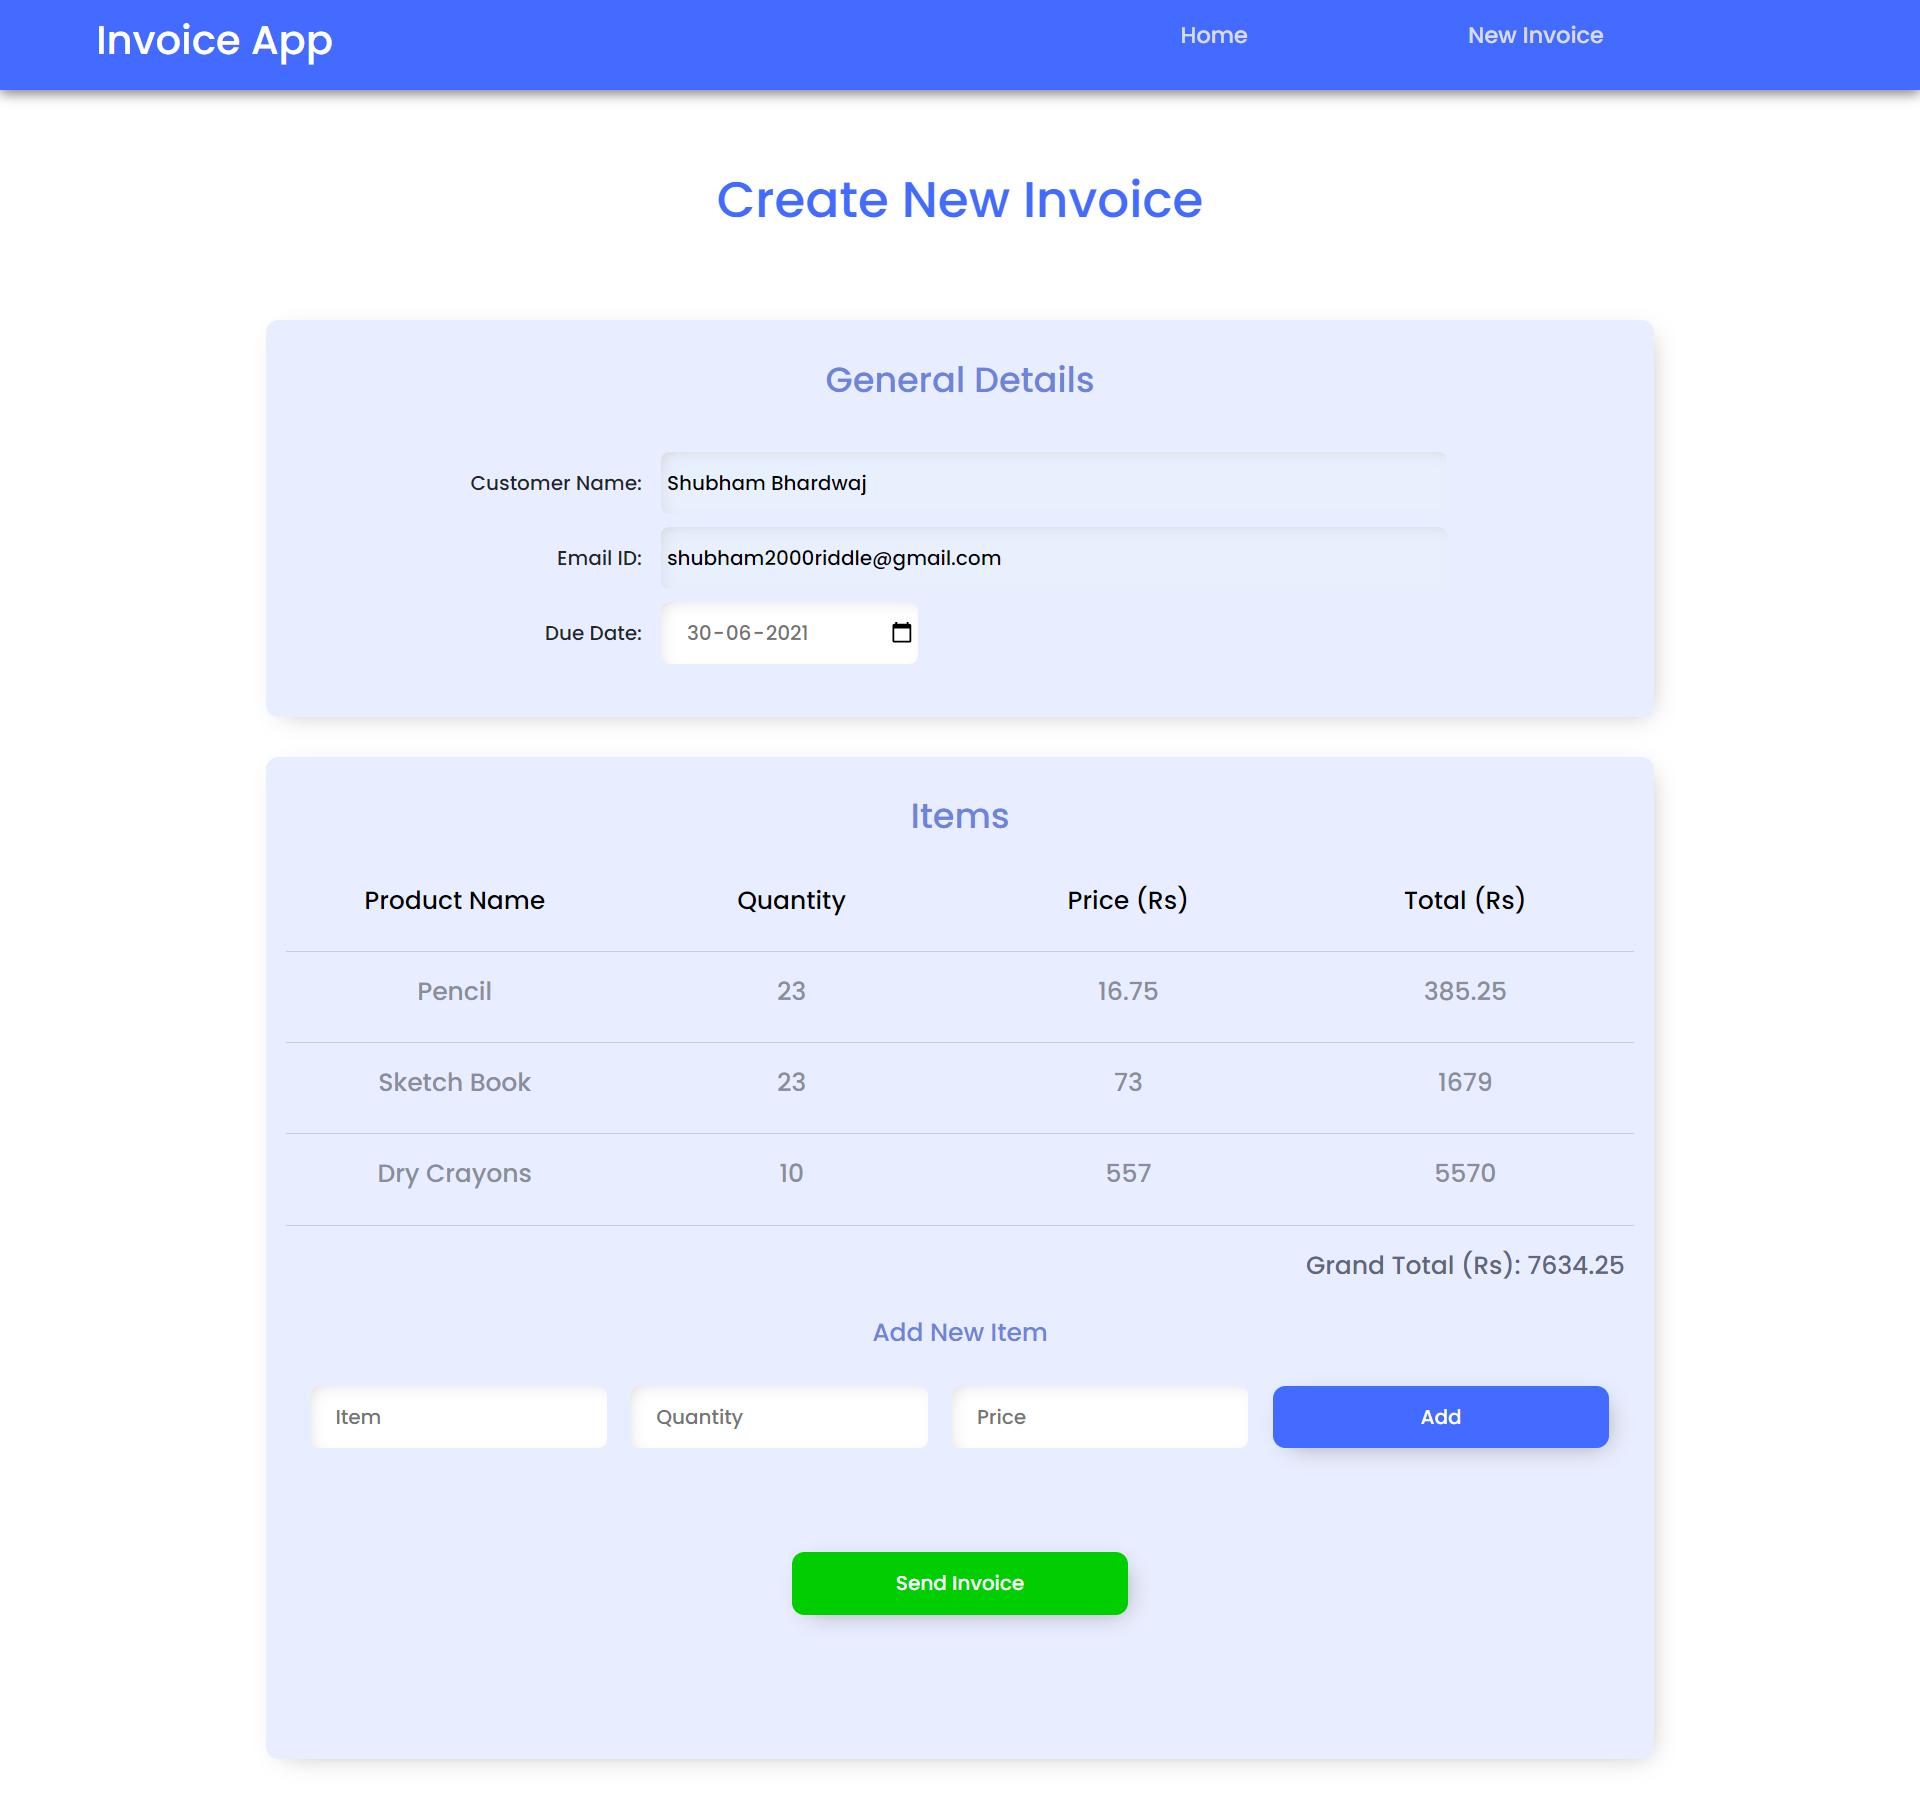 Invoice App Home New Invoice
Create New Invoice
General Details
Customer Name: Shubham Bhardwaj
Email ID: shubham2000riddle@gmail.com
Due Date: 30-06-2021
Items
Product Name Quantity Price (Rs) Total (Rs)
Pencil 23 16.75 385.25
Sketch Book 23 73 1679
Dry Crayons 10 557 5570
Grand Total (Rs): 7634.25
Add New Item
Item Quantity Price Add
Send Invoice